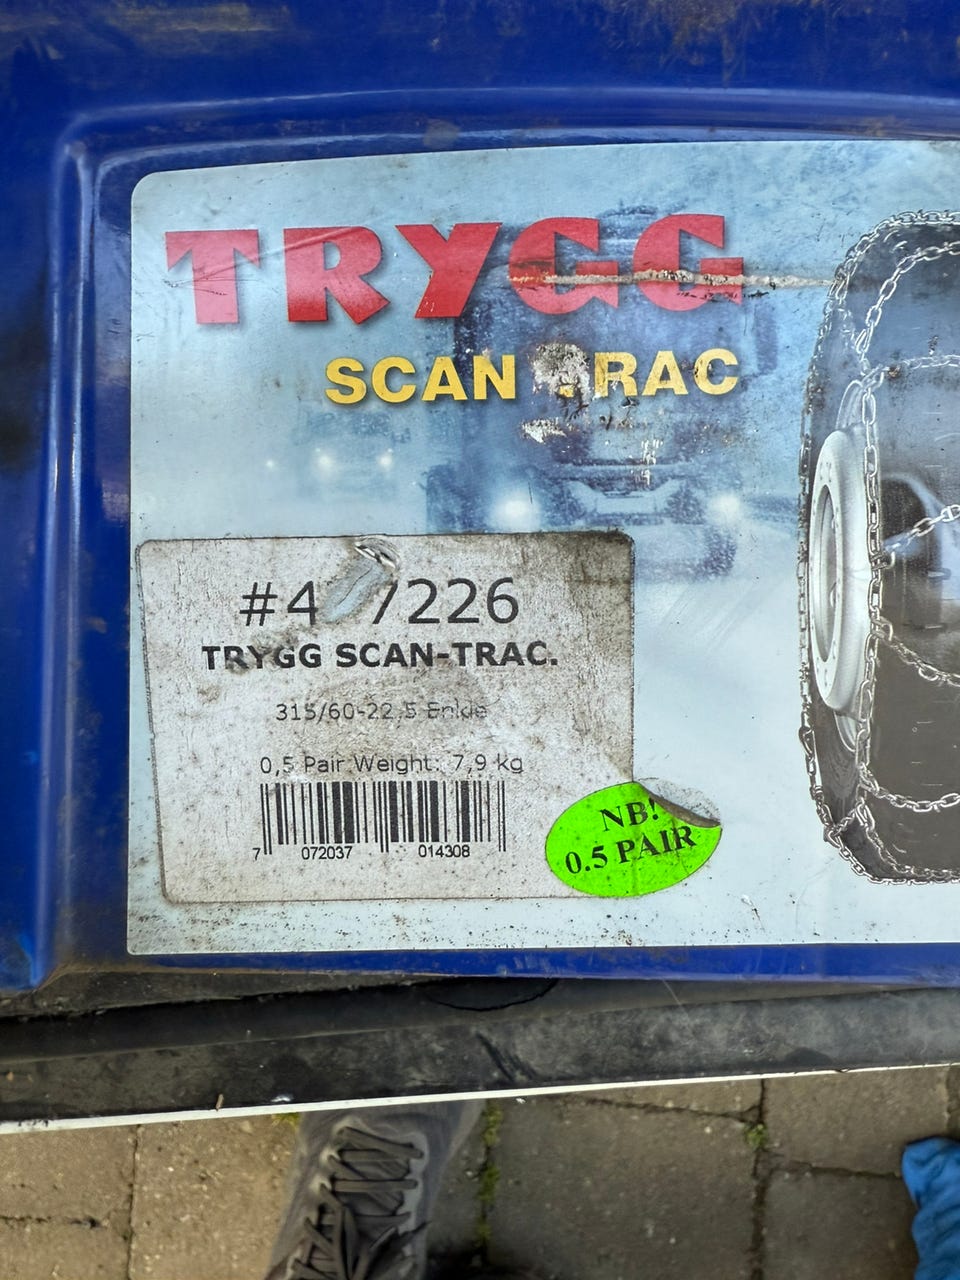 TRYGG
SCAN RAC
TRYGG SCAN-TRAC.
315/60-22,5 Enkle
0,5 Pair Weight: 7,9 kg
7 072037 014308
NB!
0.5 PAIR